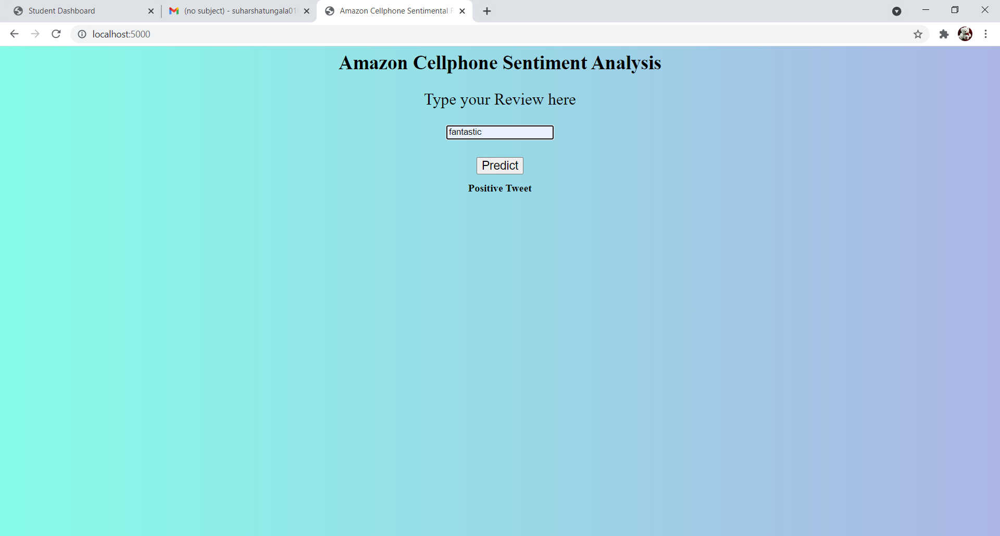 Student Dashboard
(no subject) - suharshatungala01
Amazon Cellphone Sentimental
localhost:5000
Amazon Cellphone Sentiment Analysis
Type your Review here
fantastic
Predict
Positive Tweet